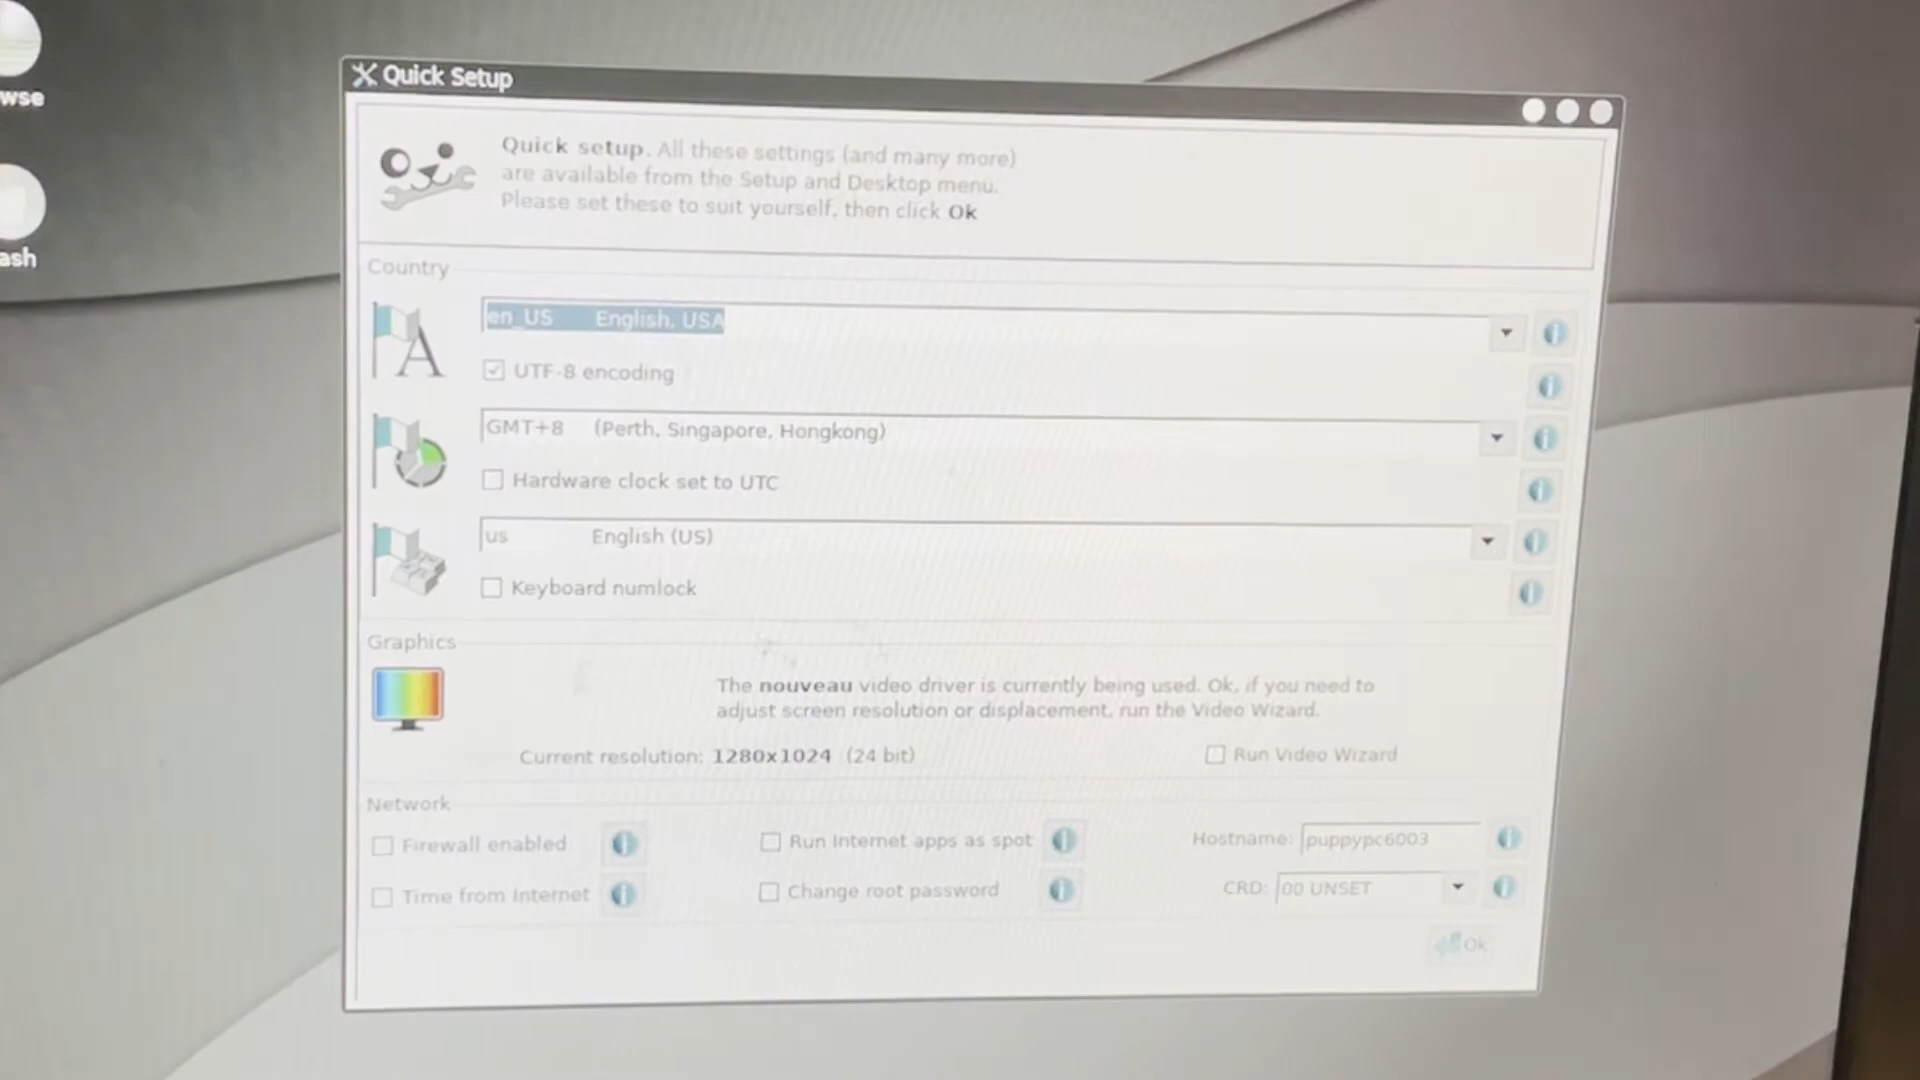 Quick Setup
wse
ash
Quick setup. All these settings (and many more)
are available from the Setup and Desktop menu.
Please set these to suit yourself, then click Ok
Country
en_US English, USA
UTF-8 encoding
GMT+8 (Perth, Singapore, Hongkong)
Hardware clock set to UTC
us English (US)
Keyboard numlock
Graphics
The nouveau video driver is currently being used. Ok, if you need to
adjust screen resolution or displacement, run the Video Wizard.
Current resolution: 1280x1024 (24 bit)
Run Video Wizard
Network
Firewall enabled
Run Internet apps as spot
Hostname: puppypc6003
Time from Internet
Change root password
CRD: 00 UNSET
Ok